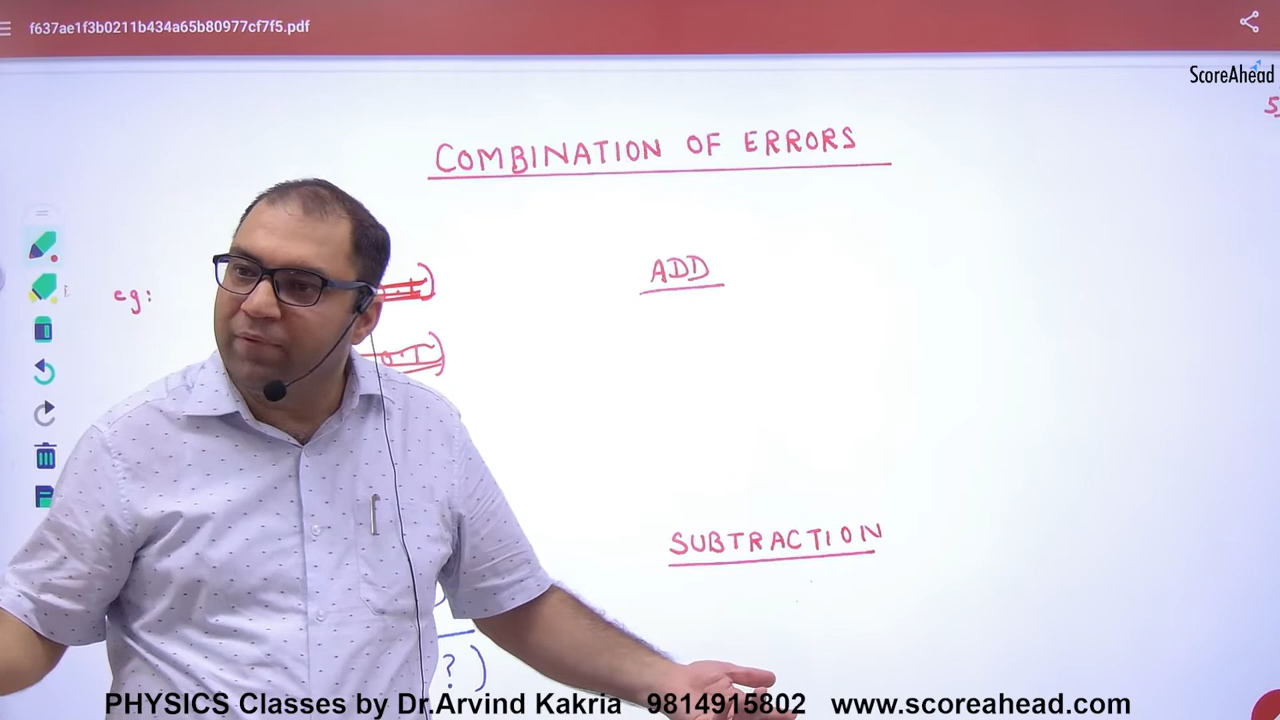 f637ae1f3b0211b434a65b80977cf7f5.pdf
ScoreAhead
5
COMBINATION OF ERRORS
ADD
eg:
SUBTRACTION
?)
PHYSICS Classes by Dr.Arvind Kakria 9814915802 www.scoreahead.com